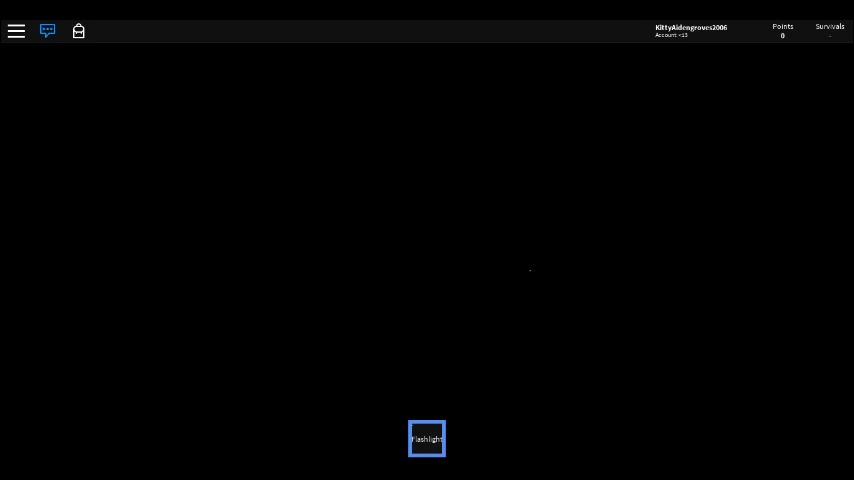 KittyAidengroves2006
Account: <13
Points
0
Survivals
Flashlight